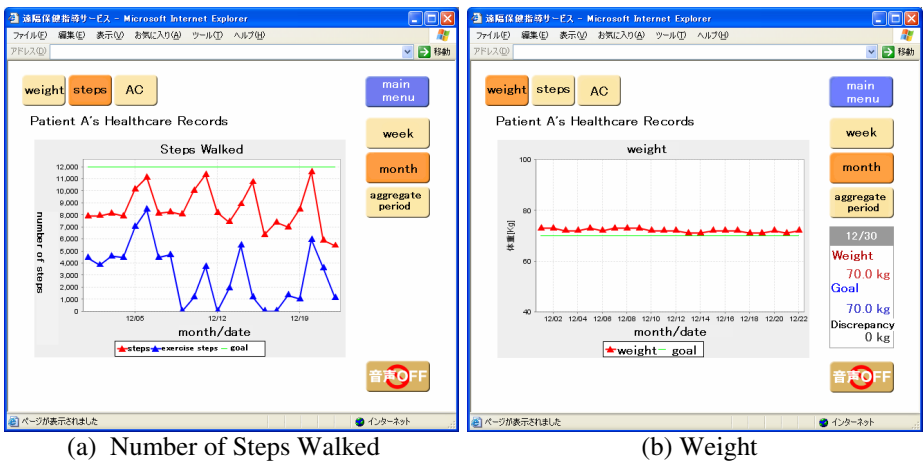 遠隔保健指導サービス - Microsoft Internet Explorer
ファイル(F) 編集(E) 表示(V) お気に入り(A) ツール(T) ヘルプ(H)
アドレス(D) 移動
weight steps AC
main menu
Patient A's Healthcare Records
week
month
aggregate period
Steps Walked
number of steps
12,000
11,000
10,000
9,000
8,000
7,000
6,000
5,000
4,000
3,000
2,000
1,000
0
12/05 12/12 12/19
month/date
steps exercise steps goal
音声OFF
ページが表示されました インターネット
(a) Number of Steps Walked
遠隔保健指導サービス - Microsoft Internet Explorer
ファイル(F) 編集(E) 表示(V) お気に入り(A) ツール(T) ヘルプ(H)
アドレス(D) 移動
weight steps AC
main menu
Patient A's Healthcare Records
week
month
aggregate period
weight
体重[Kg]
100
80
60
40
12/02 12/04 12/06 12/08 12/10 12/12 12/14 12/16 12/18 12/20 12/22
month/date
weight goal
12/30
Weight
70.0 kg
Goal
70.0 kg
Discrepancy
0 kg
音声OFF
ページが表示されました インターネット
(b) Weight